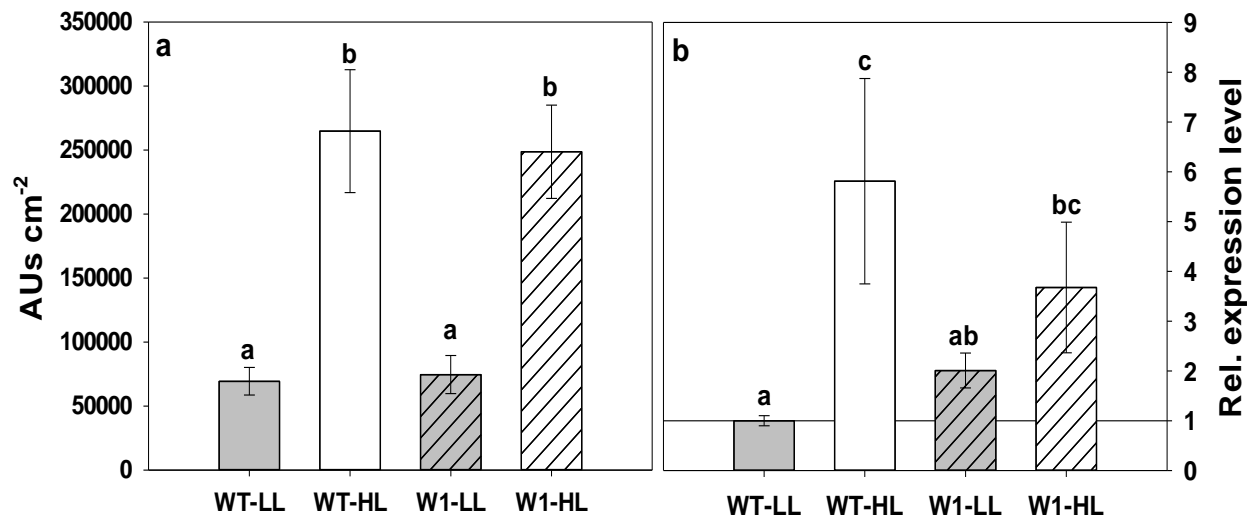 a
b
AUs cm⁻²
350000
300000
250000
200000
150000
100000
50000
0
a
b
a
b
WT-LL WT-HL W1-LL W1-HL
a
c
ab
bc
WT-LL WT-HL W1-LL W1-HL
9
8
7
6
5
4
3
2
1
0
Rel. expression level